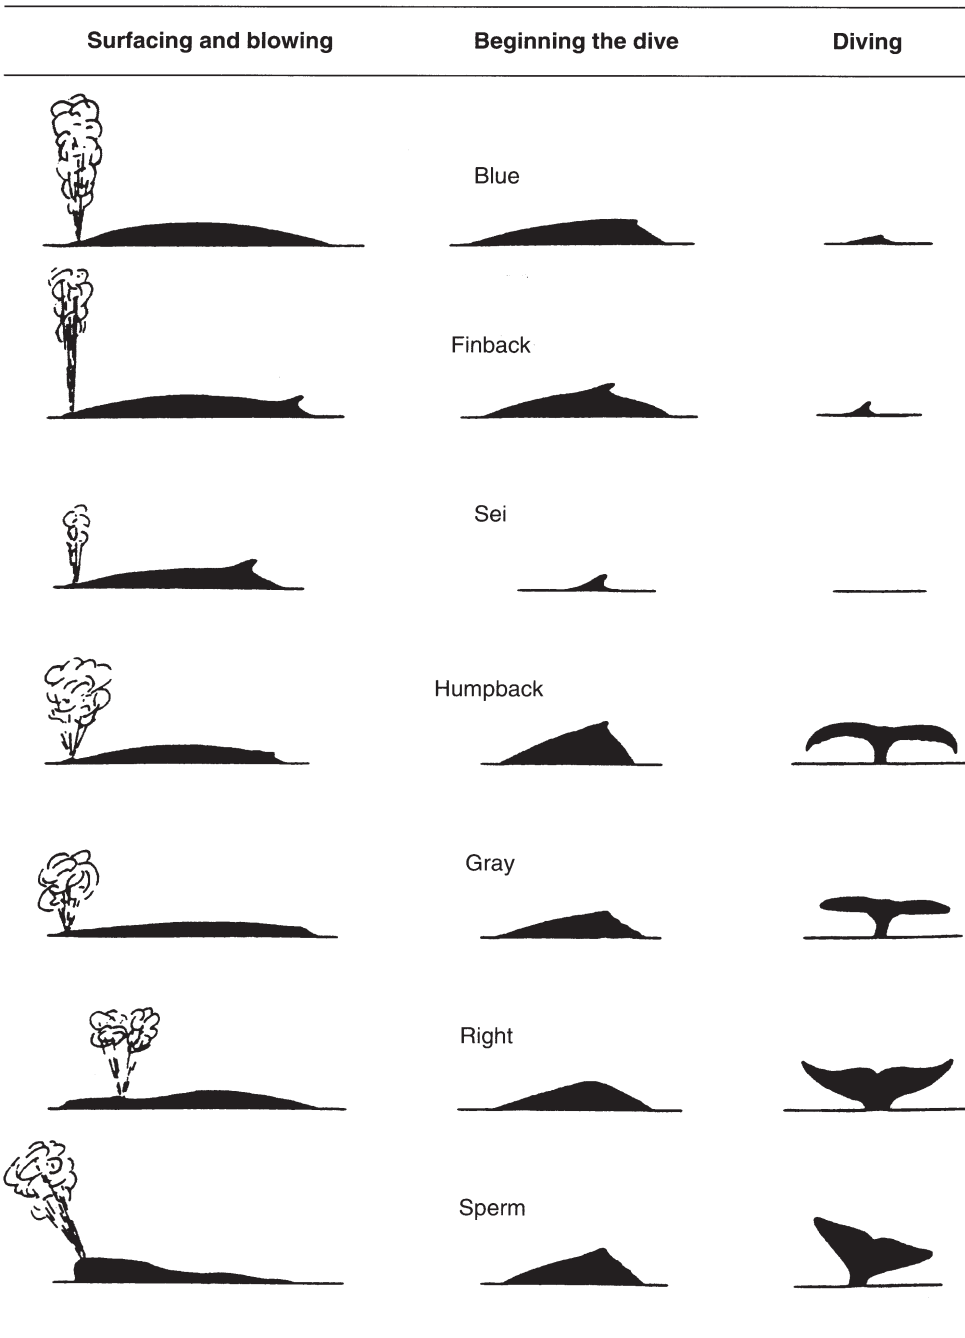 Surfacing and blowing Beginning the dive Diving
Blue
Finback
Sei
Humpback
Gray
Right
Sperm